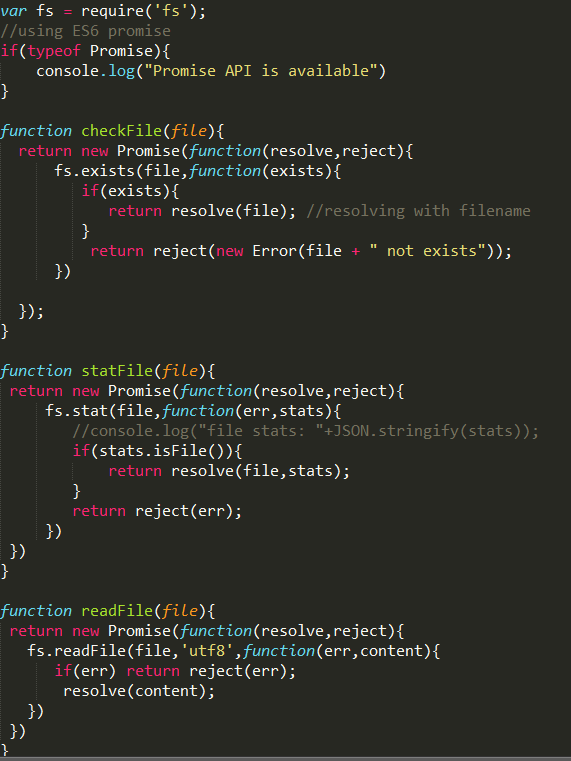 var fs = require('fs');
//using ES6 promise
if(typeof Promise){
    console.log("Promise API is available")
}

function checkFile(file){
  return new Promise(function(resolve,reject){
      fs.exists(file,function(exists){
         if(exists){
            return resolve(file); //resolving with filename
         }
          return reject(new Error(file + " not exists"));
      })

  });
}

function statFile(file){
 return new Promise(function(resolve,reject){
     fs.stat(file,function(err,stats){
        //console.log("file stats: "+JSON.stringify(stats));
        if(stats.isFile()){
            return resolve(file,stats);
        }
        return reject(err);
     })
 })
}

function readFile(file){
 return new Promise(function(resolve,reject){
   fs.readFile(file,'utf8',function(err,content){
      if(err) return reject(err);
       resolve(content);
   })
 })
}